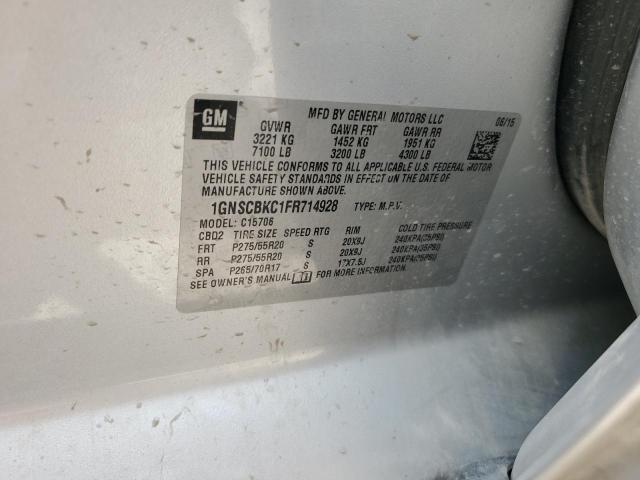 GM
MFD BY GENERAL MOTORS LLC 06/15
GVWR GAWR FRT GAWR RR
3221 KG 1452 KG 1951 KG
7100 LB 3200 LB 4300 LB
THIS VEHICLE CONFORMS TO ALL APPLICABLE U.S. FEDERAL MOTOR
VEHICLE SAFETY STANDARDS IN EFFECT ON THE DATE OF
MANUFACTURE SHOWN ABOVE.
1GNSCBKC1FR714928 TYPE: M.P.V.
MODEL: C15706
CBD2 TIRE SIZE SPEED RTG RIM COLD TIRE PRESSURE
FRT P275/55R20 S 20X9J 240KPA(35PSI)
RR P275/55R20 S 20X9J 240KPA(35PSI)
SPA P265/70R17 S 17X7.5J 240KPA(35PSI)
SEE OWNER'S MANUAL FOR MORE INFORMATION.